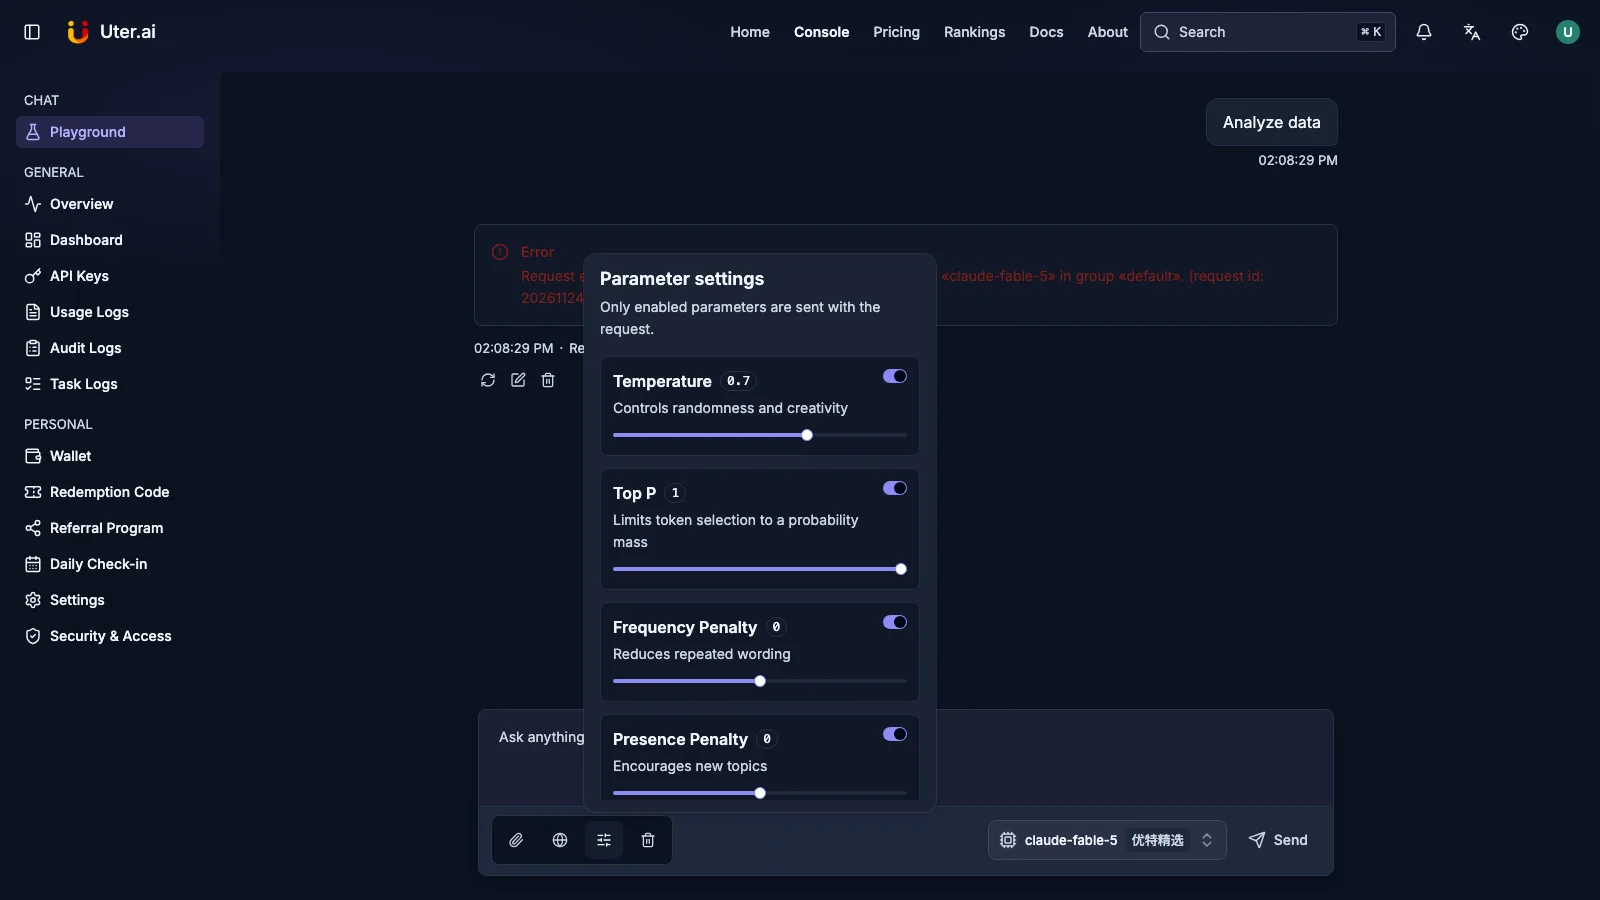 Uter.ai
Home
Console
Pricing
Rankings
Docs
About
Search
⌘ K
U
CHAT
Playground
GENERAL
Overview
Dashboard
API Keys
Usage Logs
Audit Logs
Task Logs
PERSONAL
Wallet
Redemption Code
Referral Program
Daily Check-in
Settings
Security & Access
Analyze data
02:08:29 PM
Error
Request «claude-fable-5» in group «default». (request id:
20261124
02:08:29 PM · Re
Parameter settings
Only enabled parameters are sent with the
request.
Temperature 0.7
Controls randomness and creativity
Top P 1
Limits token selection to a probability
mass
Frequency Penalty 0
Reduces repeated wording
Presence Penalty 0
Encourages new topics
Ask anything
claude-fable-5 优特精选
Send